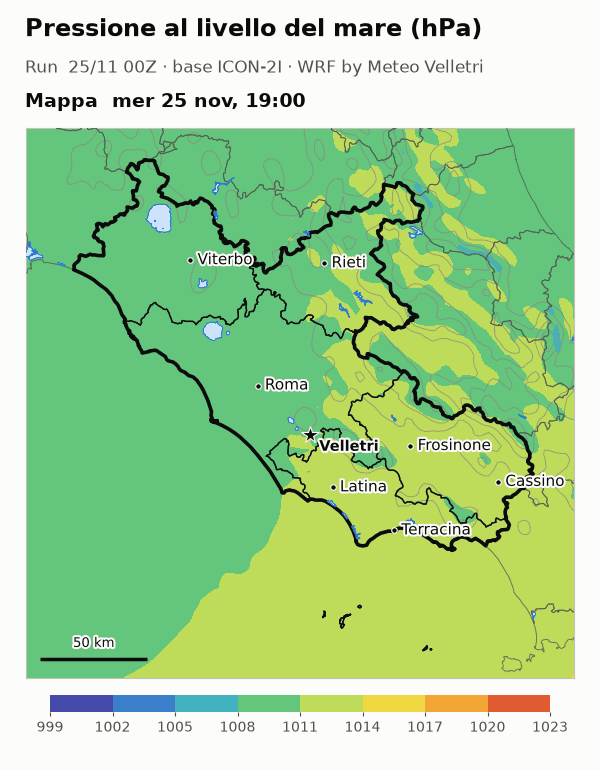 Pressione al livello del mare (hPa)
Run 25/11 00Z · base ICON-2I · WRF by Meteo Velletri
Mappa mer 25 nov, 19:00
Viterbo
Rieti
Roma
Velletri
Frosinone
Cassino
Latina
Terracina
50 km
999 1002 1005 1008 1011 1014 1017 1020 1023